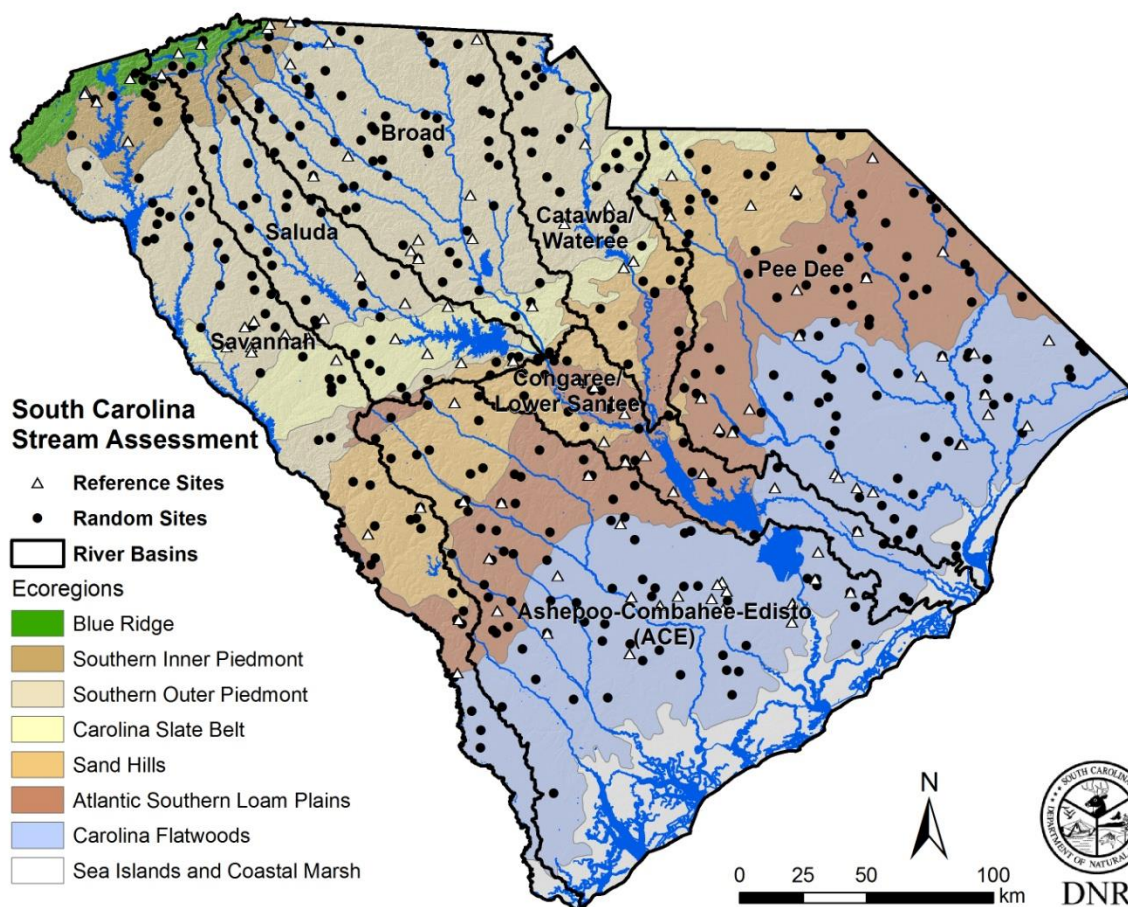 Broad
Catawba/
Wateree
Saluda
Pee Dee
Savannah
Congaree/
Lower Santee
Ashepoo-Combahee-Edisto
(ACE)
South Carolina
Stream Assessment
Reference Sites
Random Sites
River Basins
Ecoregions
Blue Ridge
Southern Inner Piedmont
Southern Outer Piedmont
Carolina Slate Belt
Sand Hills
Atlantic Southern Loam Plains
Carolina Flatwoods
Sea Islands and Coastal Marsh
N
0 25 50 100
km
SOUTH CAROLINA
DEPARTMENT OF NATURAL
DNR